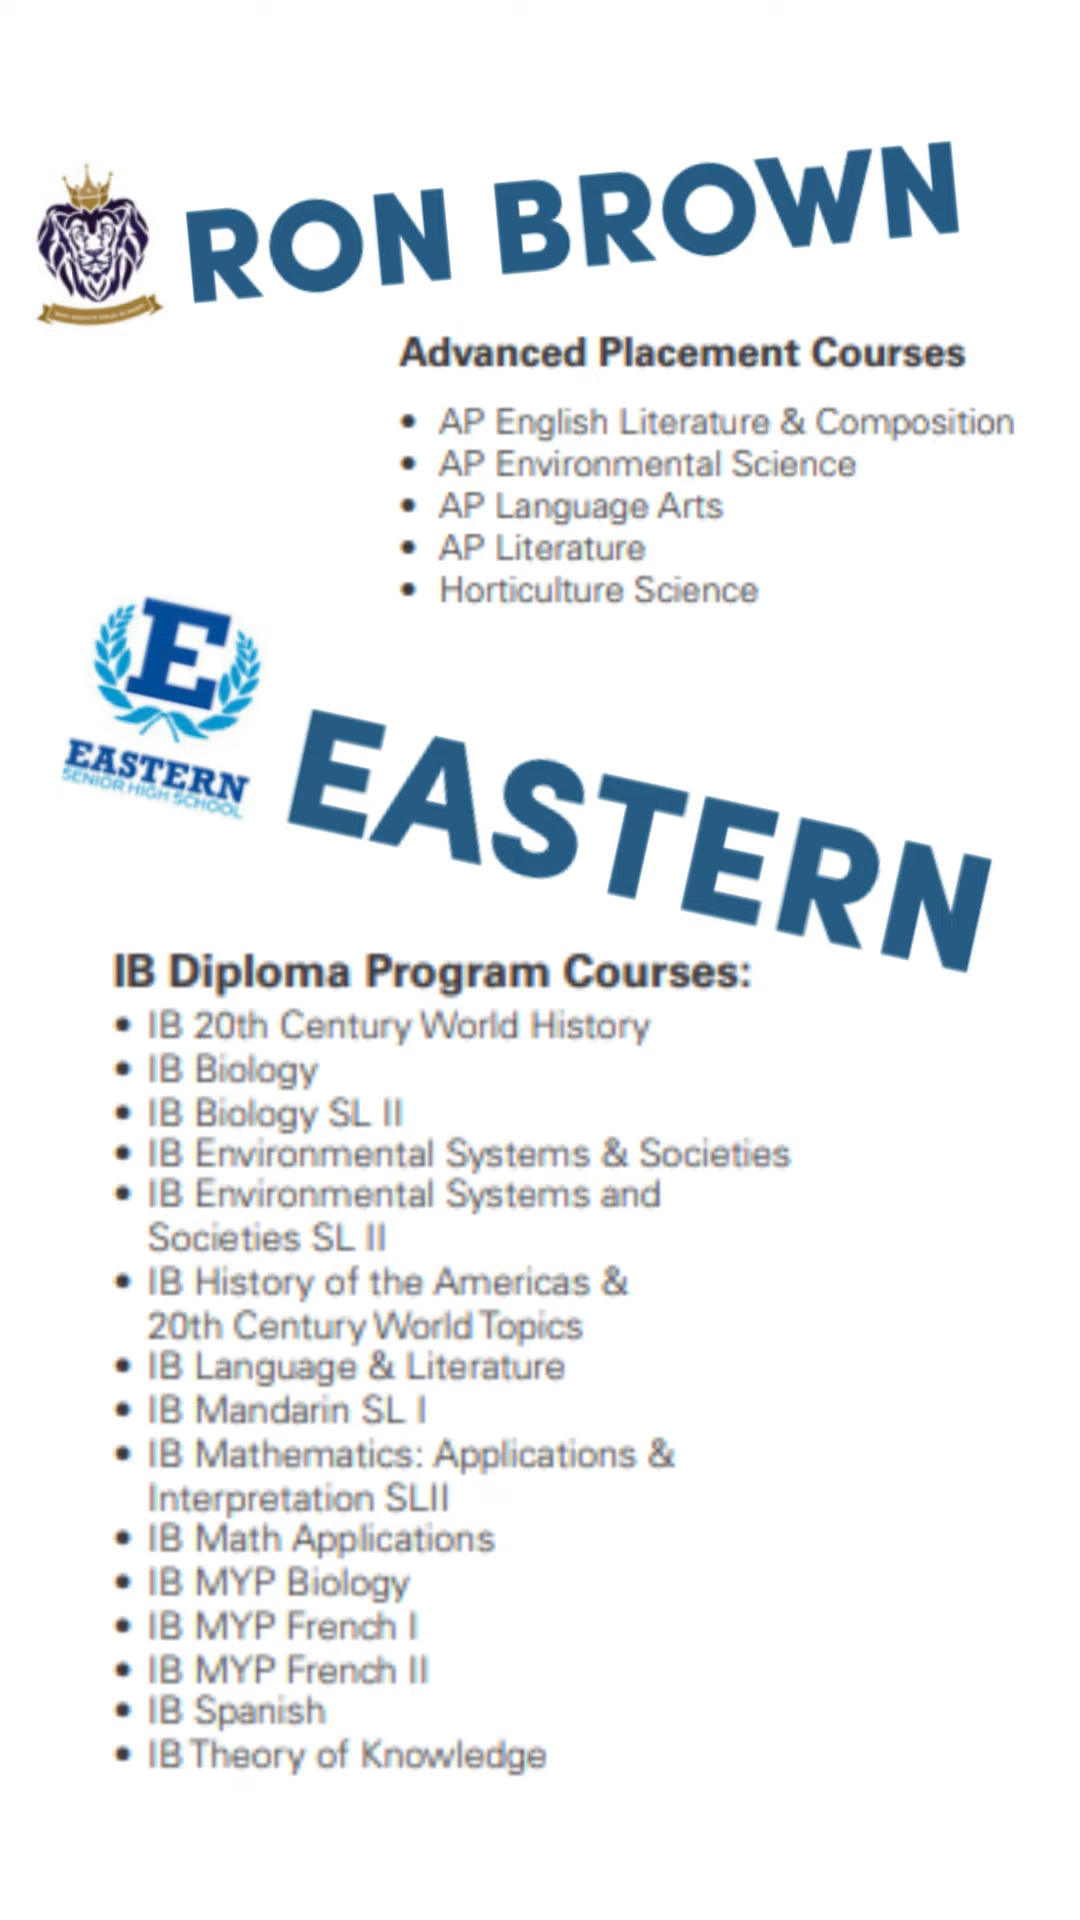 RON BROWN
Advanced Placement Courses
• AP English Literature & Composition
• AP Environmental Science
• AP Language Arts
• AP Literature
• Horticulture Science
E
EASTERN
SENIOR HIGH SCHOOL
EASTERN
IB Diploma Program Courses:
• IB 20th Century World History
• IB Biology
• IB Biology SL II
• IB Environmental Systems & Societies
• IB Environmental Systems and
Societies SL II
• IB History of the Americas &
20th Century World Topics
• IB Language & Literature
• IB Mandarin SL I
• IB Mathematics: Applications &
Interpretation SLII
• IB Math Applications
• IB MYP Biology
• IB MYP French I
• IB MYP French II
• IB Spanish
• IB Theory of Knowledge